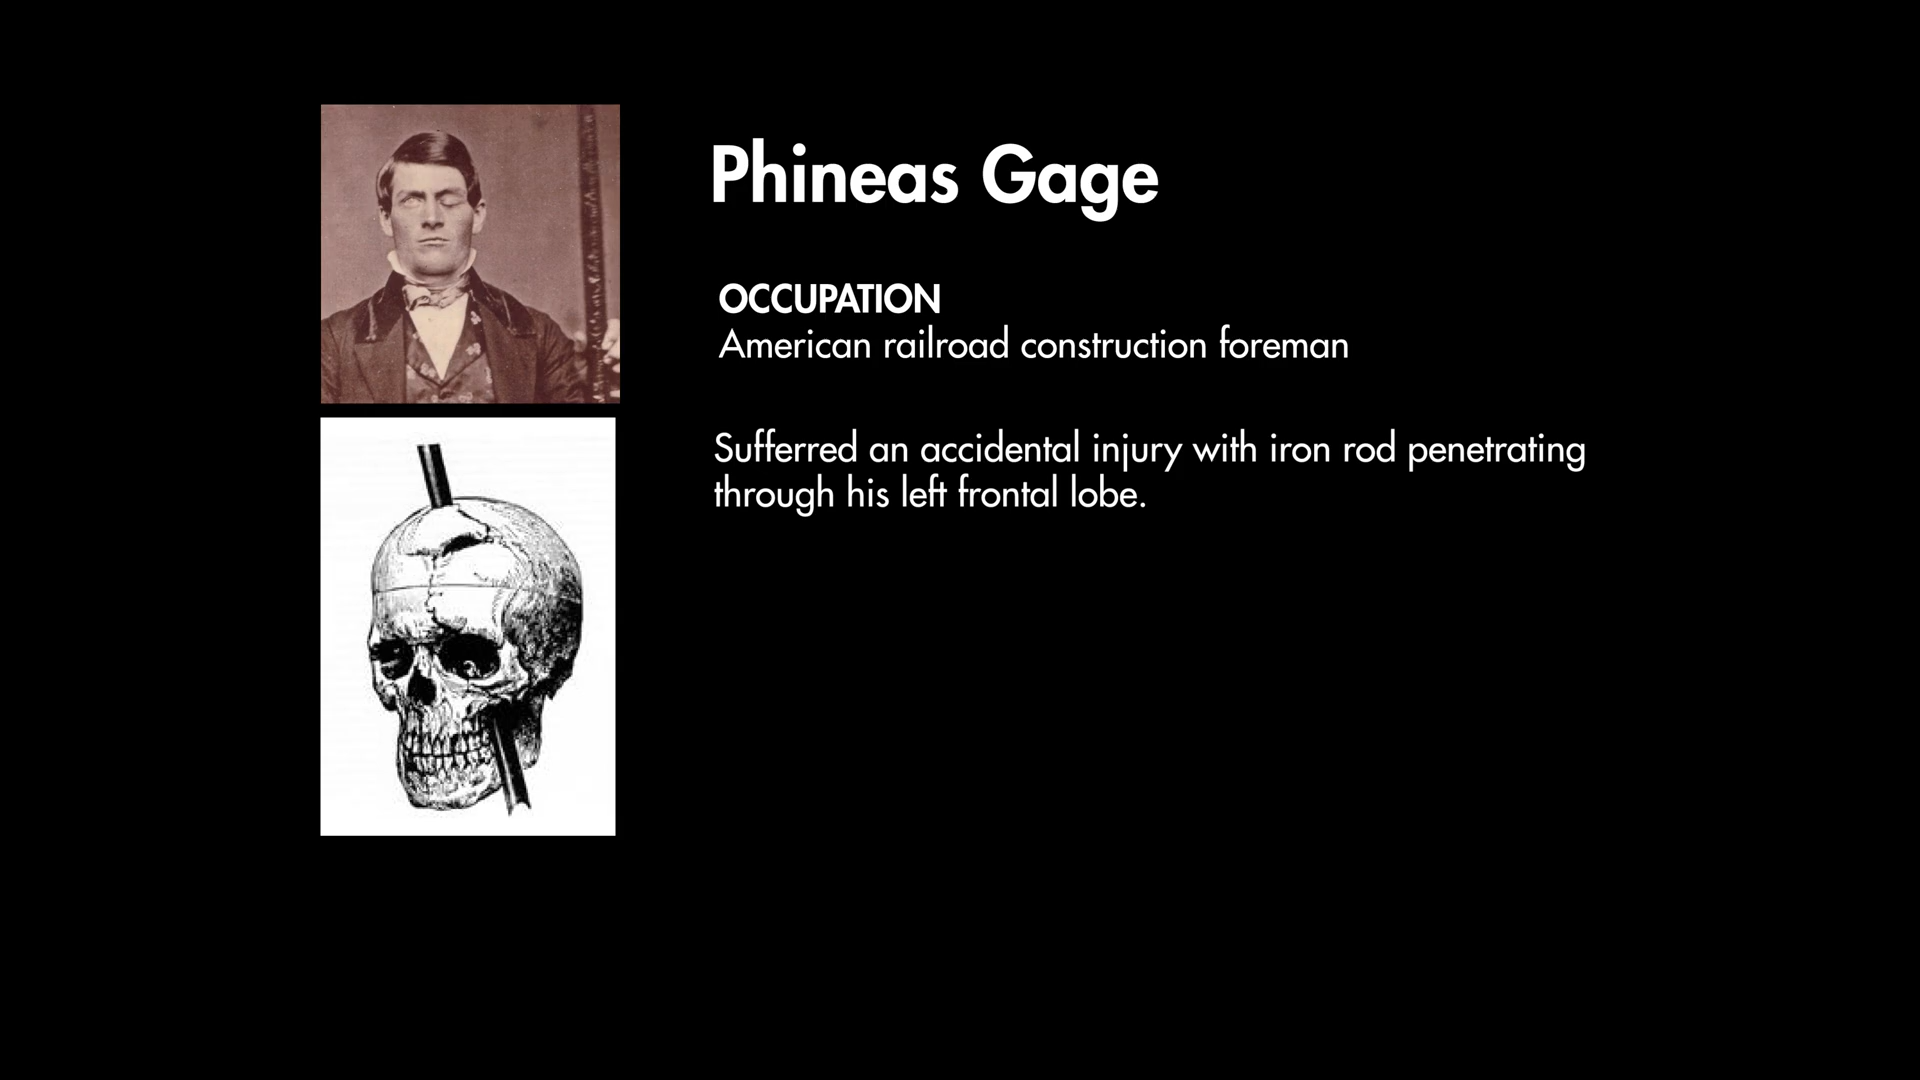 Phineas Gage
OCCUPATION
American railroad construction foreman
Sufferred an accidental injury with iron rod penetrating
through his left frontal lobe.